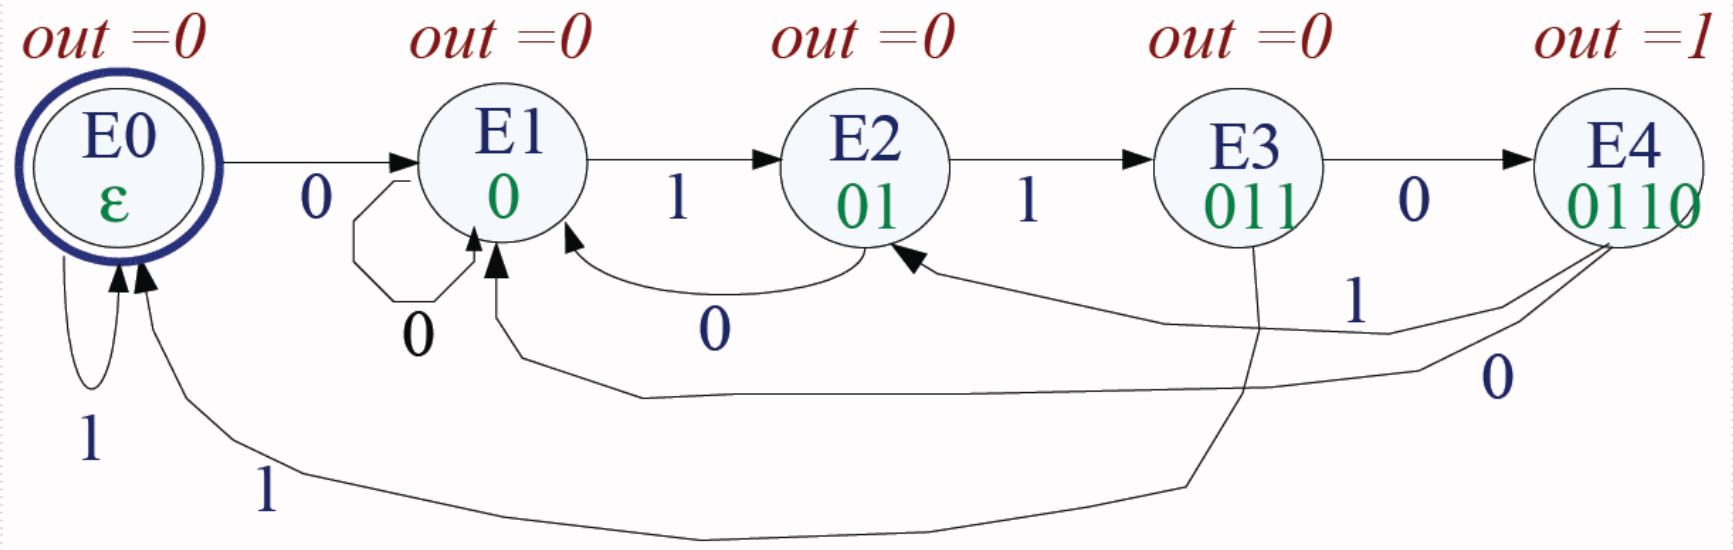 out =0 out =0 out =0 out =0 out =1
E0 E1 E2 E3 E4
ε 0 01 011 0110
0 1 1 0
0 0 1
1 0
1